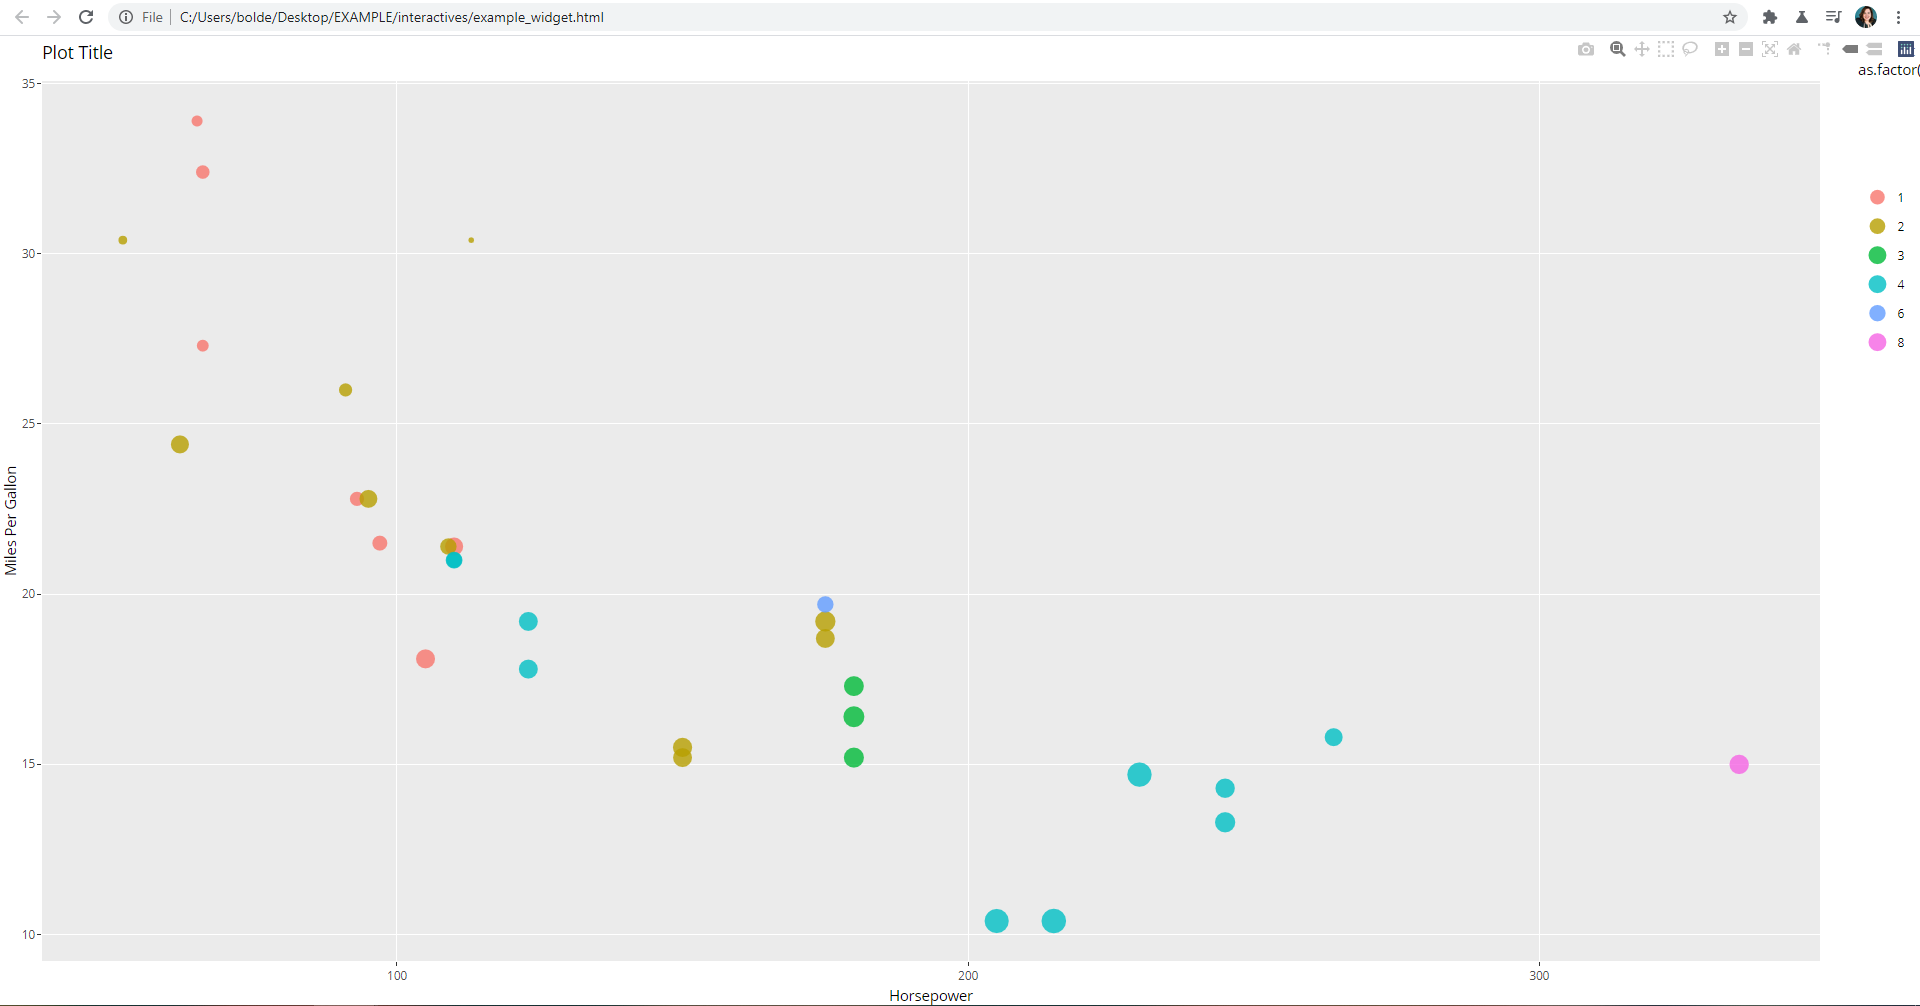 File C:/Users/bolde/Desktop/EXAMPLE/interactives/example_widget.html
Plot Title
as.factor(
35
30
25
20
15
10
Miles Per Gallon
1
2
3
4
6
8
100 200 300
Horsepower